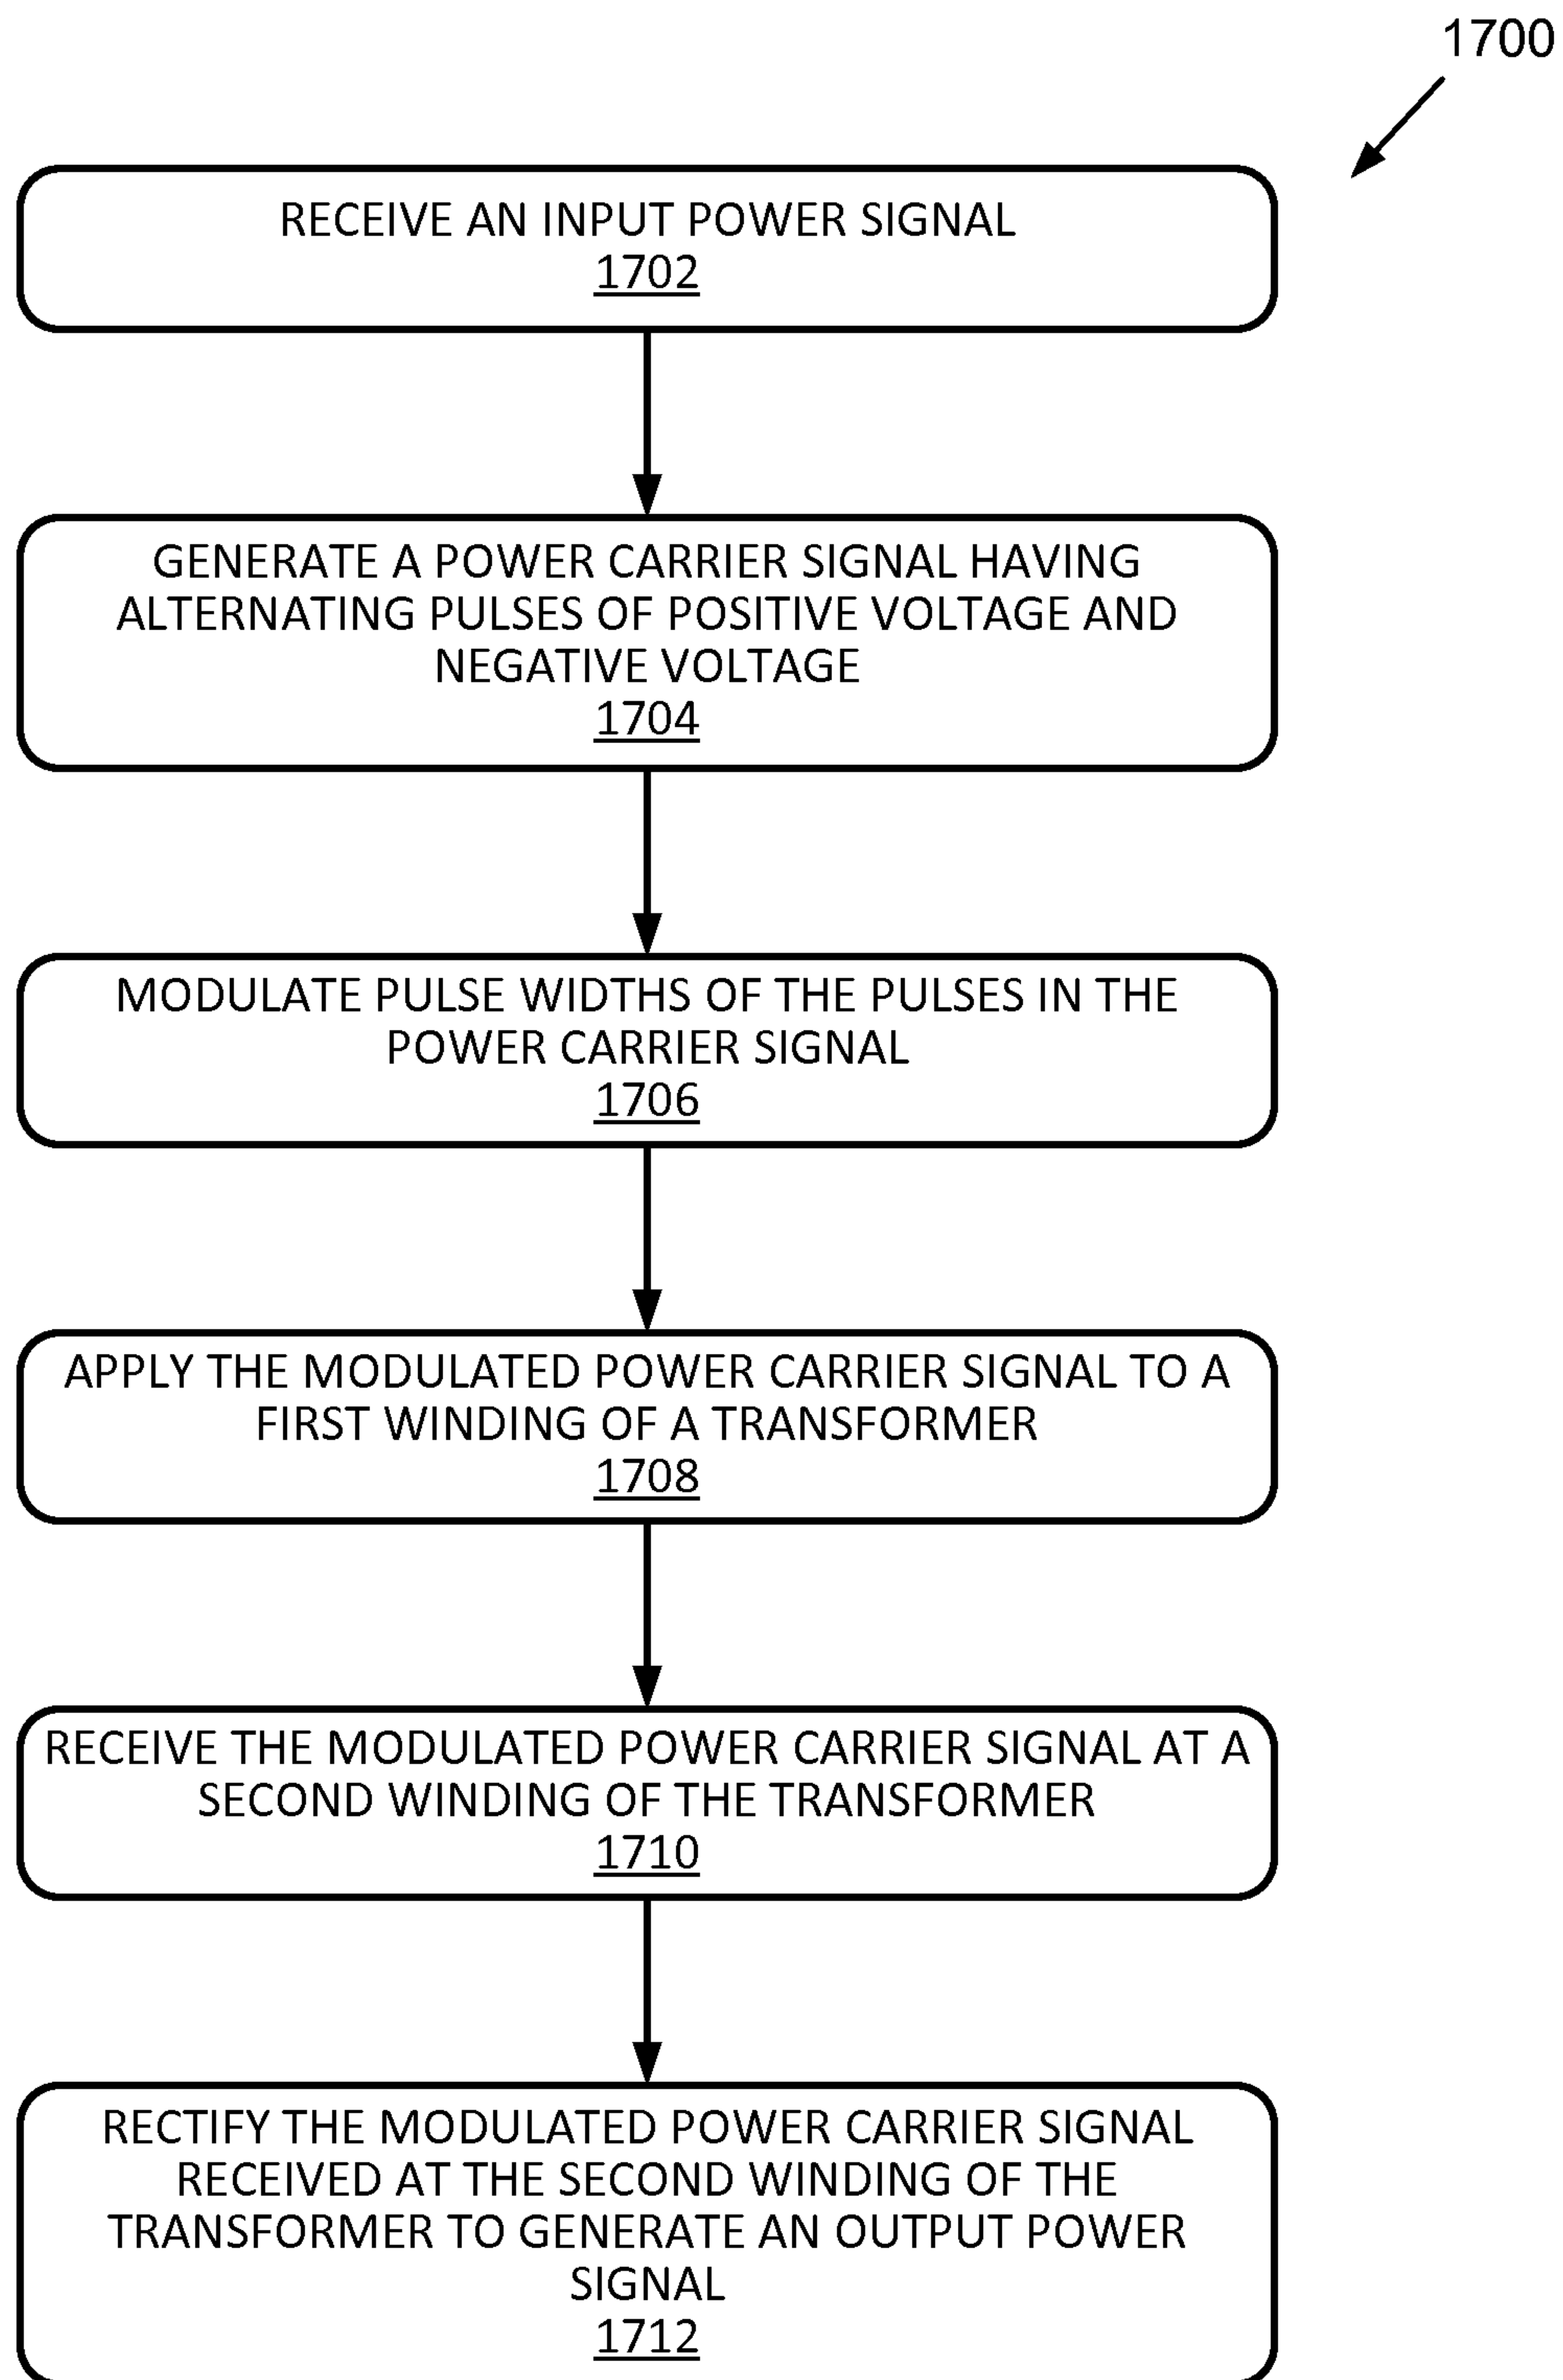 1700
RECEIVE AN INPUT POWER SIGNAL
1702
GENERATE A POWER CARRIER SIGNAL HAVING
ALTERNATING PULSES OF POSITIVE VOLTAGE AND
NEGATIVE VOLTAGE
1704
MODULATE PULSE WIDTHS OF THE PULSES IN THE
POWER CARRIER SIGNAL
1706
APPLY THE MODULATED POWER CARRIER SIGNAL TO A
FIRST WINDING OF A TRANSFORMER
1708
RECEIVE THE MODULATED POWER CARRIER SIGNAL AT A
SECOND WINDING OF THE TRANSFORMER
1710
RECTIFY THE MODULATED POWER CARRIER SIGNAL
RECEIVED AT THE SECOND WINDING OF THE
TRANSFORMER TO GENERATE AN OUTPUT POWER
SIGNAL
1712